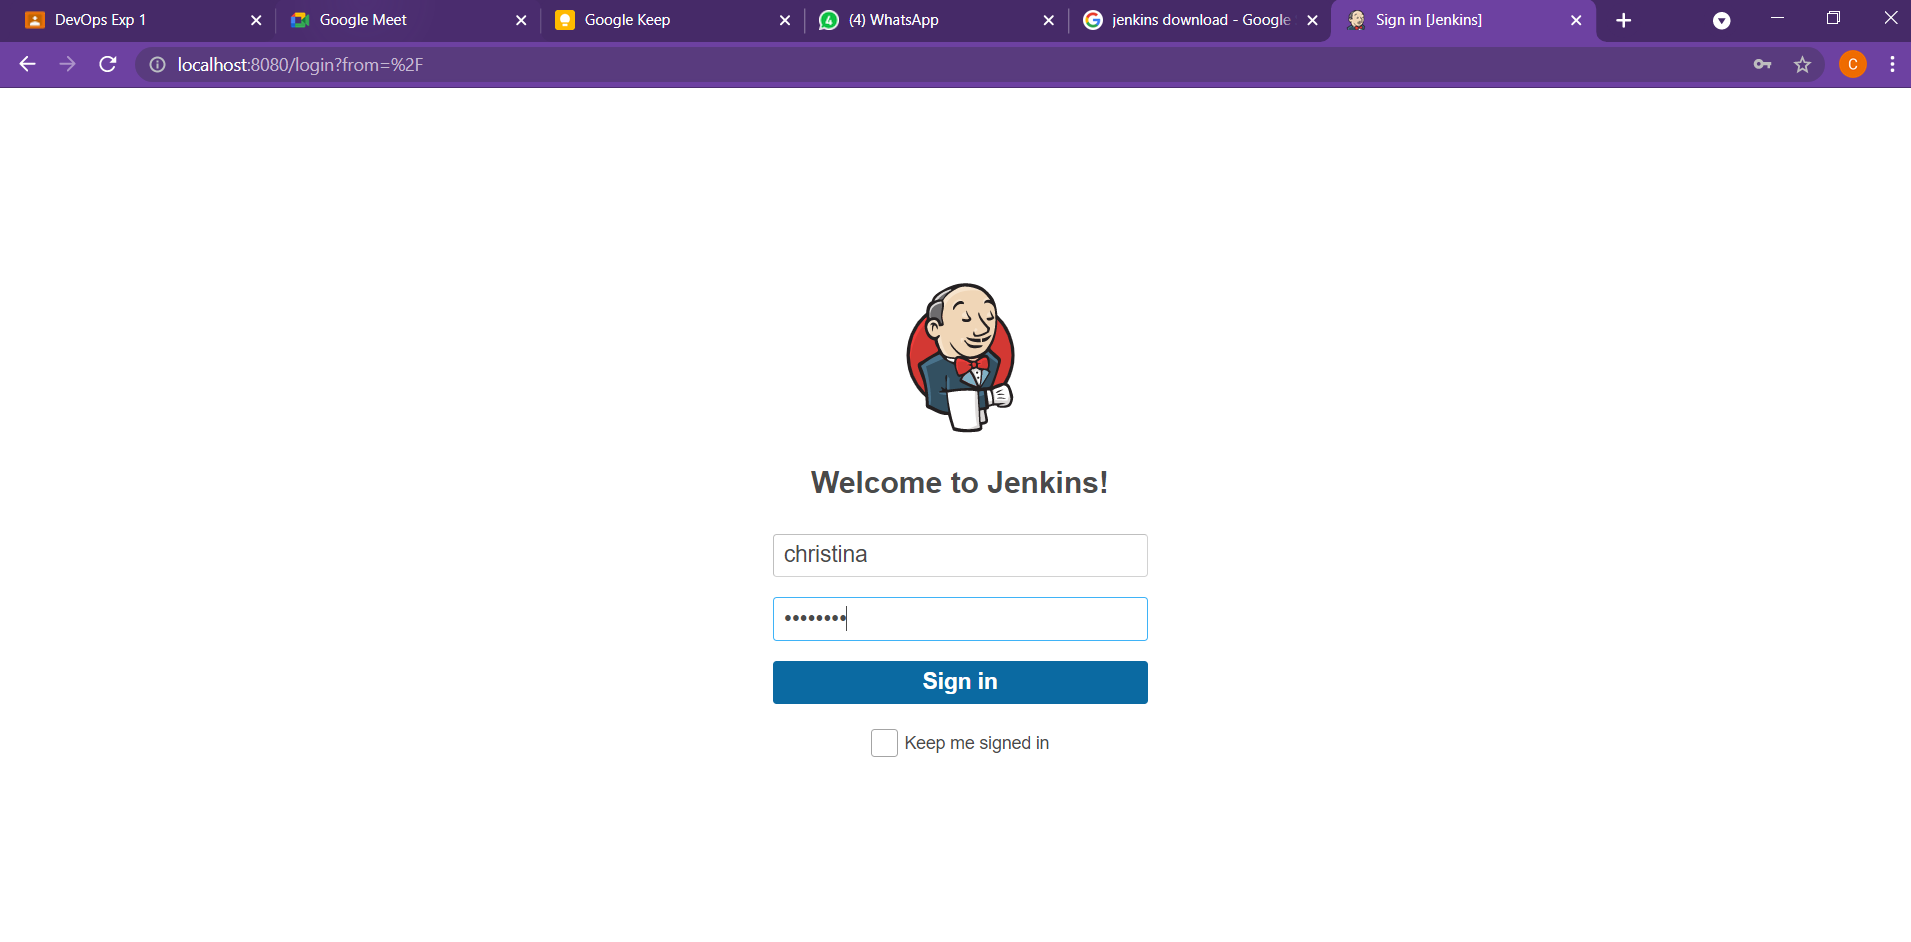 DevOps Exp 1
Google Meet
Google Keep
4
(4) WhatsApp
jenkins download - Google
Sign in [Jenkins]
localhost:8080/login?from=%2F
C
Welcome to Jenkins!
christina
••••••••
Sign in
Keep me signed in